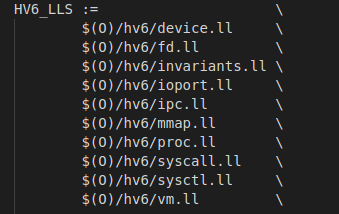 HV6_LLS := \
$(O)/hv6/device.ll \
$(O)/hv6/fd.ll \
$(O)/hv6/invariants.ll \
$(O)/hv6/ioport.ll \
$(O)/hv6/ipc.ll \
$(O)/hv6/mmap.ll \
$(O)/hv6/proc.ll \
$(O)/hv6/syscall.ll \
$(O)/hv6/sysctl.ll \
$(O)/hv6/vm.ll \